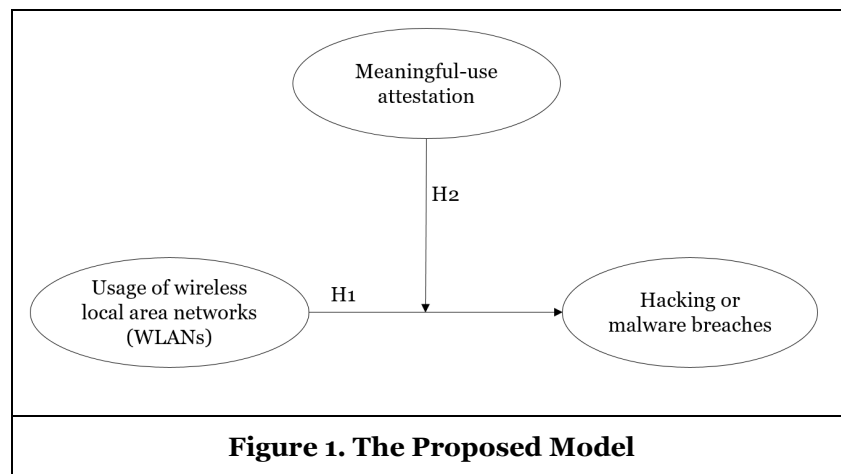 Meaningful-use
attestation
H2
Usage of wireless
local area networks
(WLANs)
H1
Hacking or
malware breaches
Figure 1. The Proposed Model